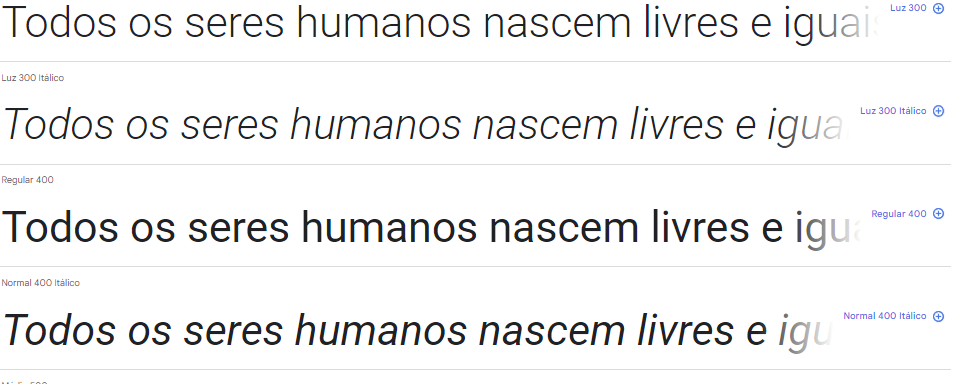 Todos os seres humanos nascem livres e iguais
Luz 300
Luz 300 Itálico
Todos os seres humanos nascem livres e igua
Luz 300 Itálico
Regular 400
Todos os seres humanos nascem livres e igua
Regular 400
Normal 400 Itálico
Todos os seres humanos nascem livres e igu
Normal 400 Itálico